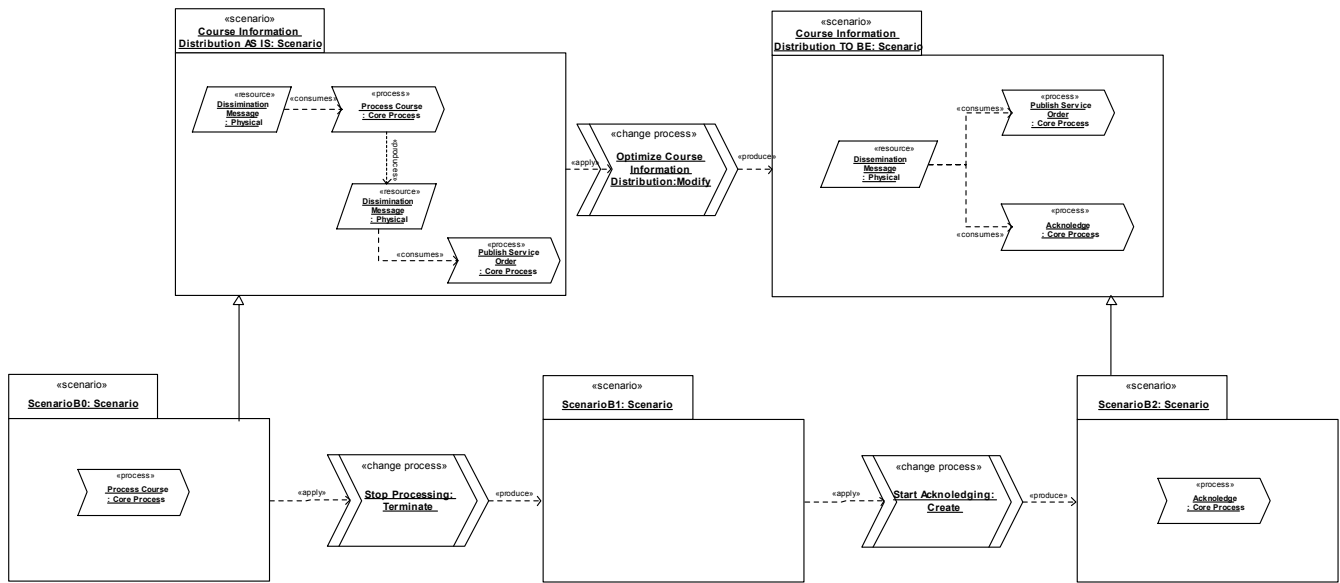 «scenario»
Course Information
Distribution AS IS: Scenario
«resource»
Dissimination
Message
: Physical
«consumes»
«process»
Process Course
: Core Process
«produces»
«resource»
Dissimination
Message
: Physical
«consumes»
«process»
Publish Service
Order
: Core Process
«apply»
«change process»
Optimize Course
Information
Distribution:Modify
«produce»
«scenario»
Course Information
Distribution TO BE: Scenario
«resource»
Dissemination
Message
: Physical
«consumes»
«process»
Publish Service
Order
: Core Process
«consumes»
«process»
Acknoledge
: Core Process
«scenario»
ScenarioB0: Scenario
«process»
Process Course
: Core Process
«apply»
«change process»
Stop Processing:
Terminate
«produce»
«scenario»
ScenarioB1: Scenario
«apply»
«change process»
Start Acknoledging:
Create
«produce»
«scenario»
ScenarioB2: Scenario
«process»
Acknoledge
: Core Process